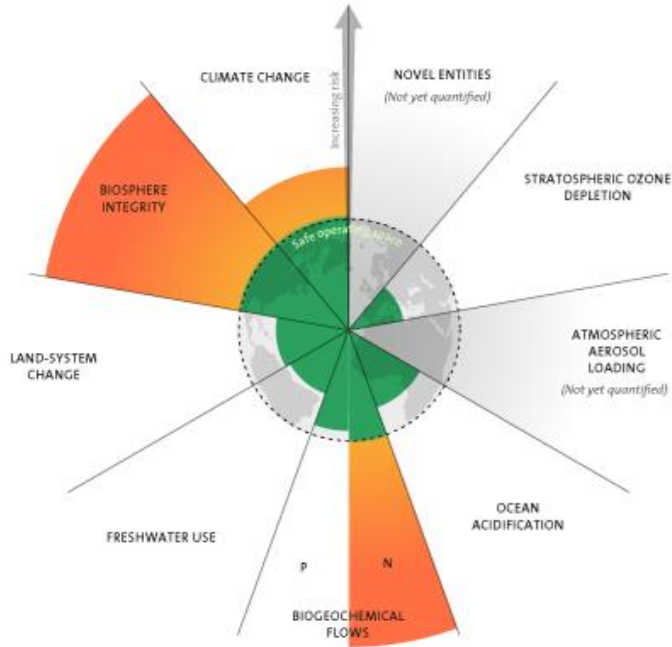 CLIMATE CHANGE
Increasing risk
NOVEL ENTITIES
(Not yet quantified)
STRATOSPHERIC OZONE
DEPLETION
BIOSPHERE
INTEGRITY
Safe operating space
ATMOSPHERIC
AEROSOL
LOADING
(Not yet quantified)
LAND-SYSTEM
CHANGE
OCEAN
ACIDIFICATION
FRESHWATER USE
P
N
BIOGEOCHEMICAL
FLOWS